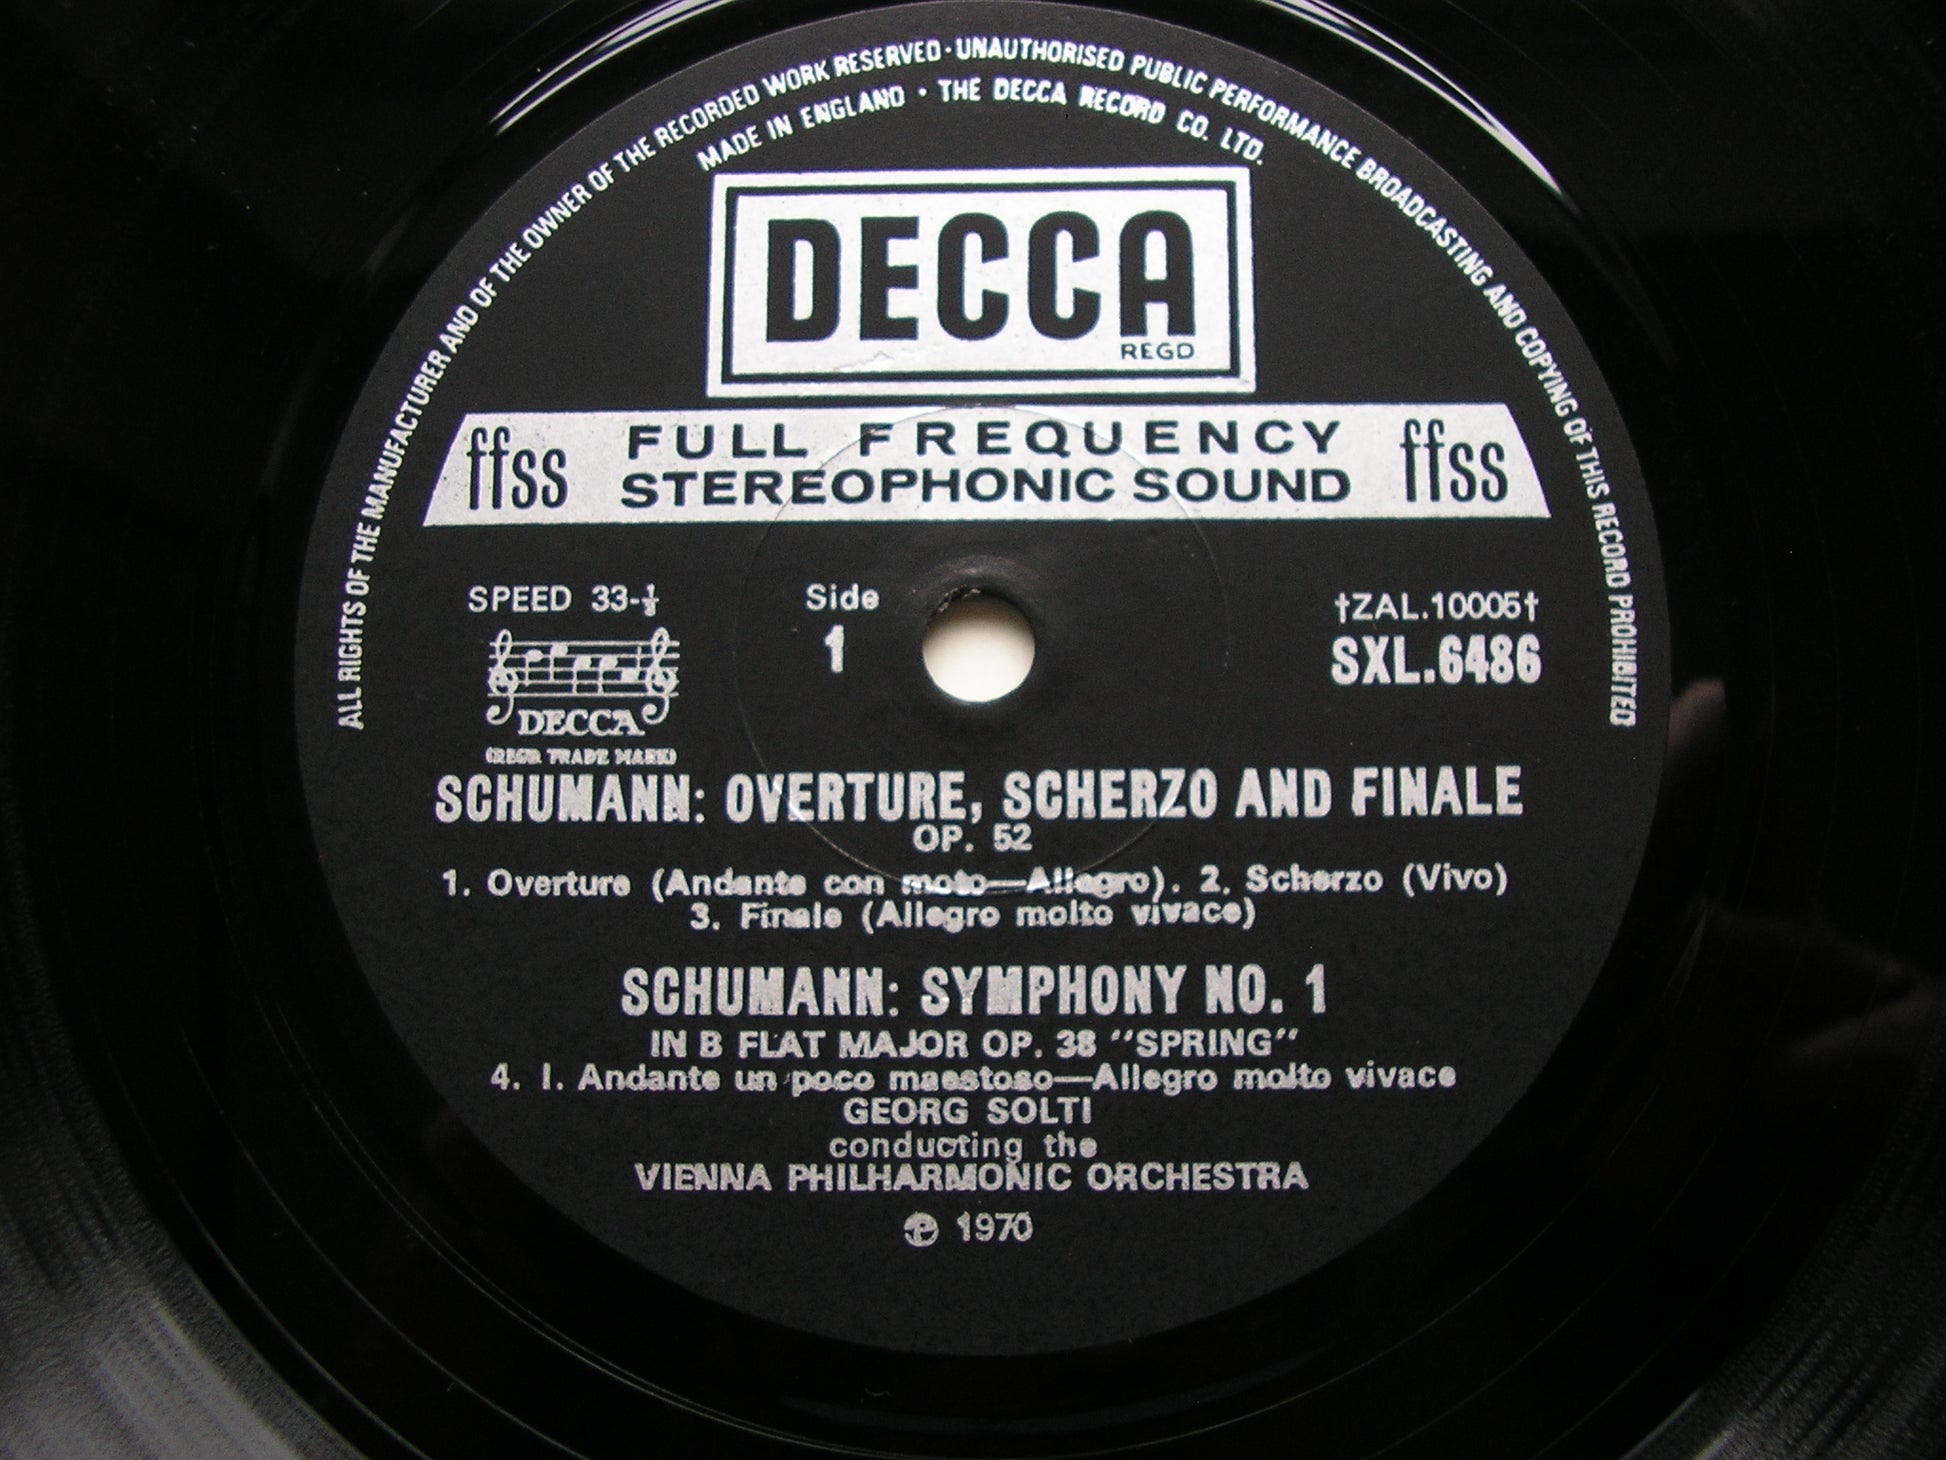 ALL RIGHTS OF THE MANUFACTURER AND OF THE OWNER OF THE RECORDED WORK RESERVED · UNAUTHORISED PUBLIC PERFORMANCE BROADCASTING AND COPYING OF THIS RECORD PROHIBITED
MADE IN ENGLAND · THE DECCA RECORD CO. LTD.
DECCA
REGD
ffss FULL FREQUENCY STEREOPHONIC SOUND ffss
SPEED 33-⅓
Side
1
†ZAL.10005†
SXL.6486
DECCA
(REGD. TRADE MARK)
SCHUMANN: OVERTURE, SCHERZO AND FINALE
OP. 52
1. Overture (Andante con moto—Allegro). 2. Scherzo (Vivo)
3. Finale (Allegro molto vivace)
SCHUMANN: SYMPHONY NO. 1
IN B FLAT MAJOR OP. 38 "SPRING"
4. I. Andante un poco maestoso—Allegro molto vivace
GEORG SOLTI
conducting the
VIENNA PHILHARMONIC ORCHESTRA
℗ 1970